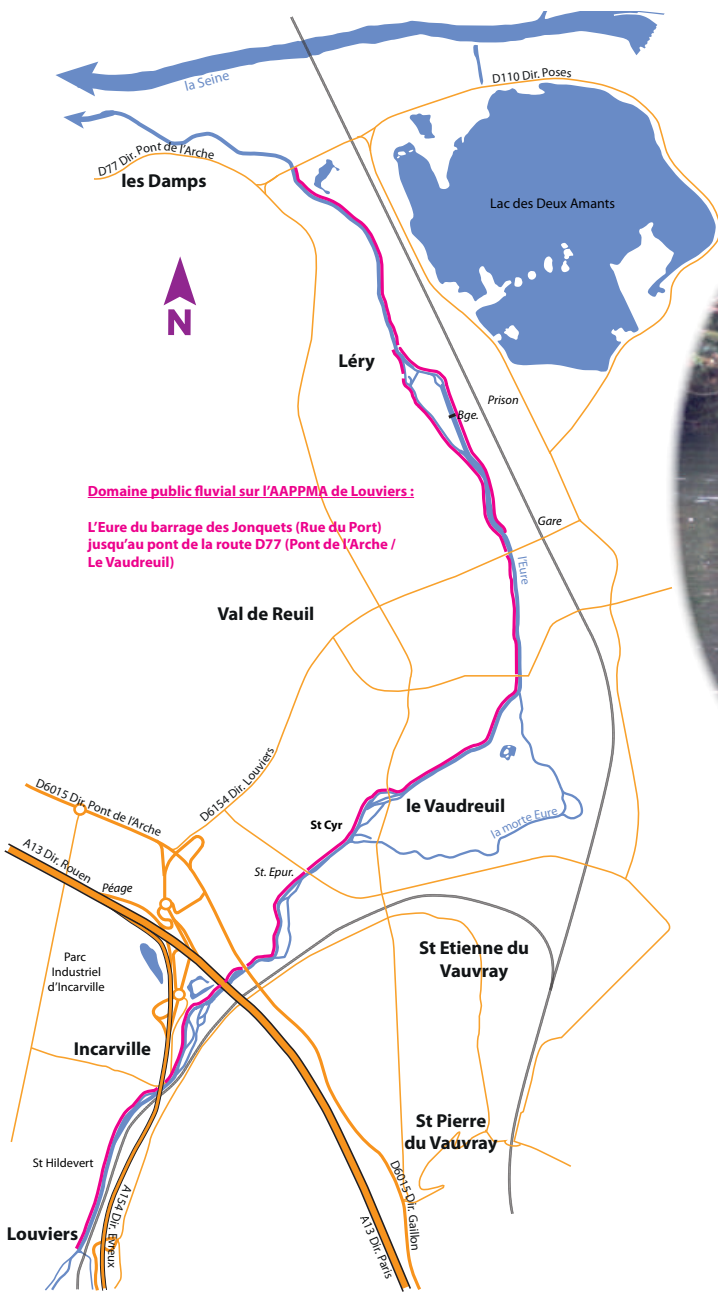 la Seine
D110 Dir. Poses
D77 Dir. Pont de l'Arche
les Damps
Lac des Deux Amants
N
Léry
Prison
Bge.
Domaine public fluvial sur l'AAPPMA de Louviers :
L'Eure du barrage des Jonquets (Rue du Port)
jusqu'au pont de la route D77 (Pont de l'Arche /
Le Vaudreuil)
Gare
l'Eure
Val de Reuil
D6015 Dir. Pont de l'Arche
D6154 Dir. Louviers
le Vaudreuil
St Cyr
la morte Eure
A13 Dir. Rouen
Péage
St. Epur.
Parc
Industriel
d'Incarville
St Etienne du
Vauvray
Incarville
St Pierre
du Vauvray
St Hildevert
A154 Dir. Evreux
D6015 Dir. Gaillon
Louviers
A13 Dir. Paris